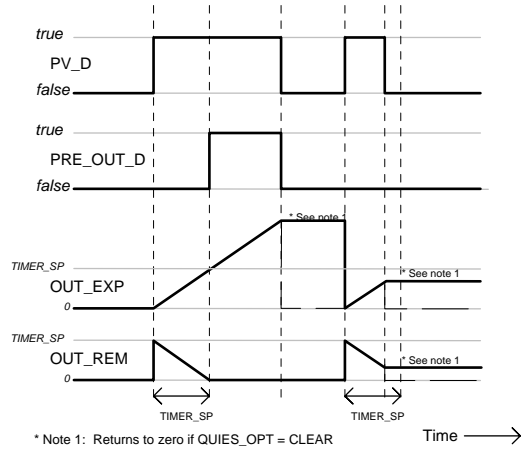 true
PV_D
false
true
PRE_OUT_D
false
* See note 1
TIMER_SP
* See note 1
OUT_EXP
0
TIMER_SP
OUT_REM
* See note 1
0
TIMER_SP
TIMER_SP
* Note 1: Returns to zero if QUIES_OPT = CLEAR
Time